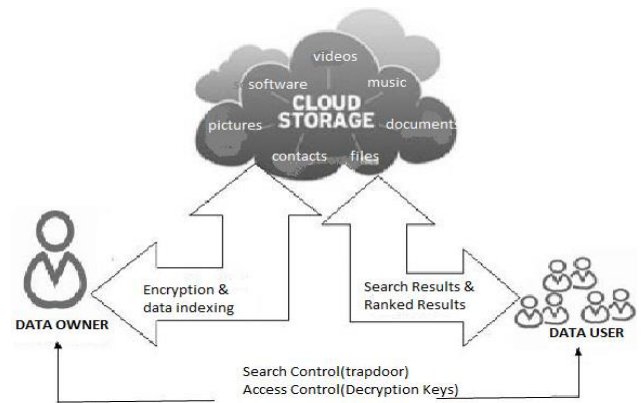 videos
software
music
CLOUD
STORAGE
pictures
documents
contacts
files
Encryption &
data indexing
Search Results &
Ranked Results
DATA OWNER
DATA USER
Search Control(trapdoor)
Access Control(Decryption Keys)